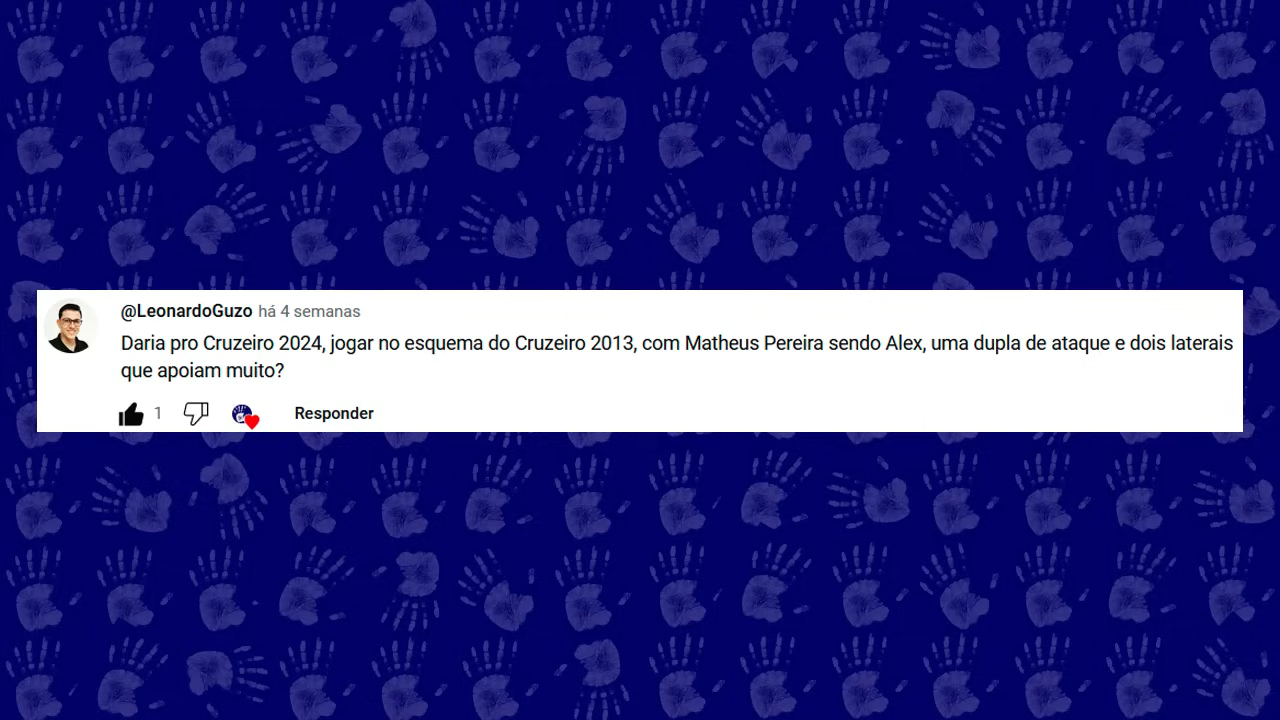 @LeonardoGuzo há 4 semanas
Daria pro Cruzeiro 2024, jogar no esquema do Cruzeiro 2013, com Matheus Pereira sendo Alex, uma dupla de ataque e dois laterais
que apoiam muito?
1 Responder